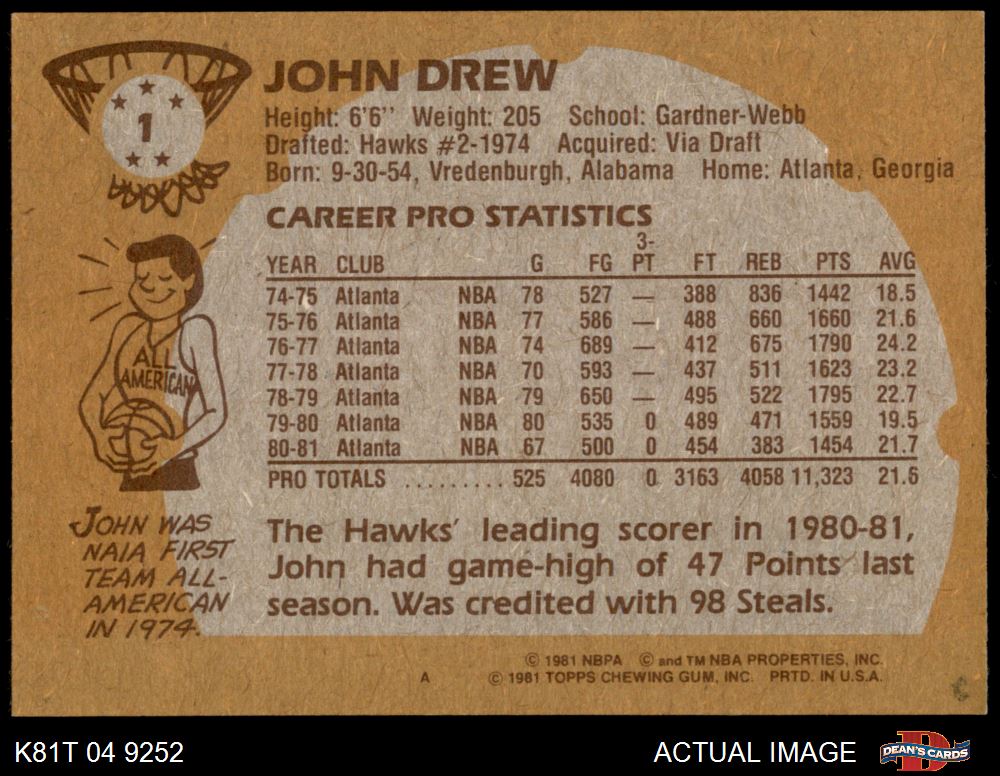 1
JOHN DREW
Height: 6'6" Weight: 205 School: Gardner-Webb
Drafted: Hawks #2-1974 Acquired: Via Draft
Born: 9-30-54, Vredenburgh, Alabama Home: Atlanta, Georgia
CAREER PRO STATISTICS
YEAR CLUB G FG 3-PT FT REB PTS AVG
74-75 Atlanta NBA 78 527 — 388 836 1442 18.5
75-76 Atlanta NBA 77 586 — 488 660 1660 21.6
76-77 Atlanta NBA 74 689 — 412 675 1790 24.2
77-78 Atlanta NBA 70 593 — 437 511 1623 23.2
78-79 Atlanta NBA 79 650 — 495 522 1795 22.7
79-80 Atlanta NBA 80 535 0 489 471 1559 19.5
80-81 Atlanta NBA 67 500 0 454 383 1454 21.7
PRO TOTALS ......... 525 4080 0 3163 4058 11,323 21.6
ALL
AMERICAN
JOHN WAS
NAIA FIRST
TEAM ALL-
AMERICAN
IN 1974.
The Hawks' leading scorer in 1980-81,
John had game-high of 47 Points last
season. Was credited with 98 Steals.
© 1981 NBPA © and TM NBA PROPERTIES, INC.
A © 1981 TOPPS CHEWING GUM, INC. PRTD. IN U.S.A.
K81T 04 9252
ACTUAL IMAGE
DEAN'S CARDS